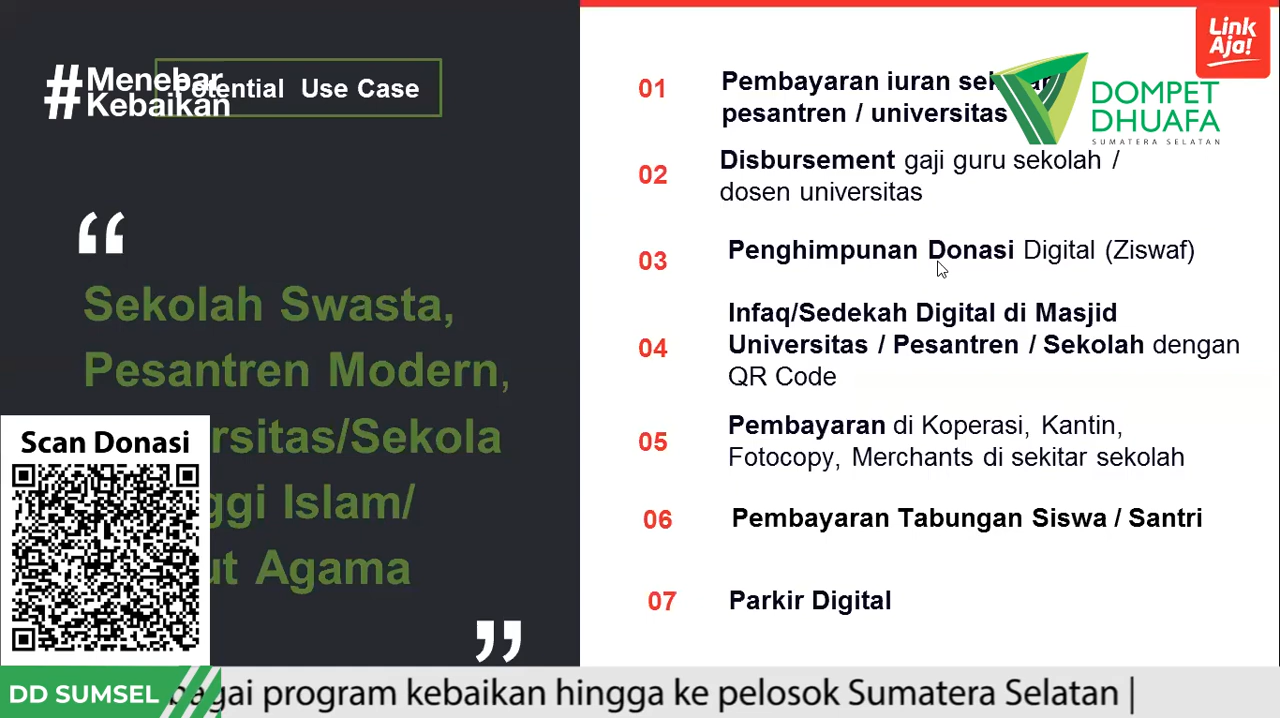 #Menebar
Kebaikan
Potential Use Case
Sekolah Swasta,
Pesantren Modern,
rsitas/Sekola
ggi Islam/
ut Agama
Scan Donasi
01
Pembayaran iuran
pesantren / universitas
02
Disbursement gaji guru sekolah /
dosen universitas
03
Penghimpunan Donasi Digital (Ziswaf)
04
Infaq/Sedekah Digital di Masjid
Universitas / Pesantren / Sekolah dengan
QR Code
05
Pembayaran di Koperasi, Kantin,
Fotocopy, Merchants di sekitar sekolah
06
Pembayaran Tabungan Siswa / Santri
07
Parkir Digital
Link
Aja!
DOMPET
DHUAFA
SUMATERA SELATAN
DD SUMSEL
bagai program kebaikan hingga ke pelosok Sumatera Selatan |